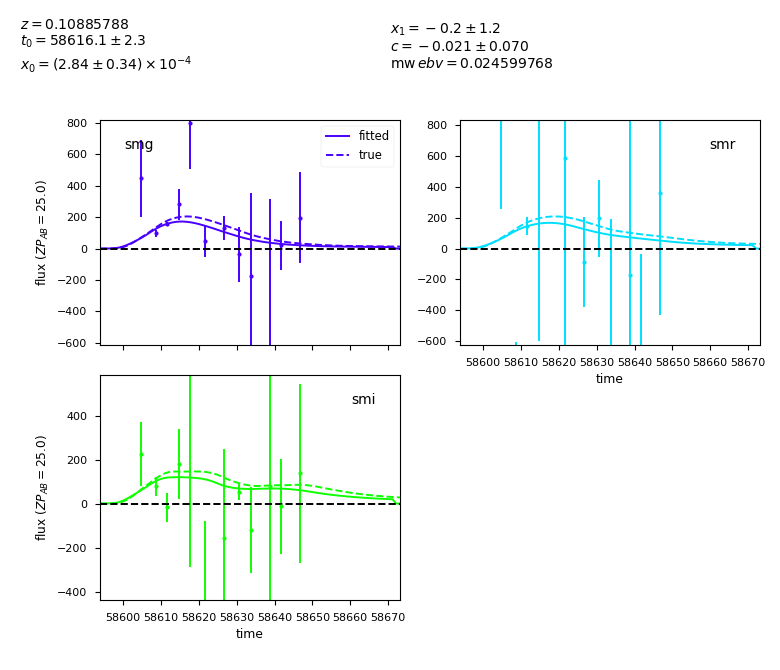 z = 0.10885788
t₀ = 58616.1 ± 2.3
x₀ = (2.84 ± 0.34) × 10⁻⁴
x₁ = −0.2 ± 1.2
c = −0.021 ± 0.070
mw ebv = 0.024599768
smg
fitted
true
flux (ZP_AB = 25.0)
800
600
400
200
0
−200
−400
−600
smr
800
600
400
200
0
−200
−400
−600
58600 58610 58620 58630 58640 58650 58660 58670
time
smi
flux (ZP_AB = 25.0)
400
200
0
−200
−400
58600 58610 58620 58630 58640 58650 58660 58670
time